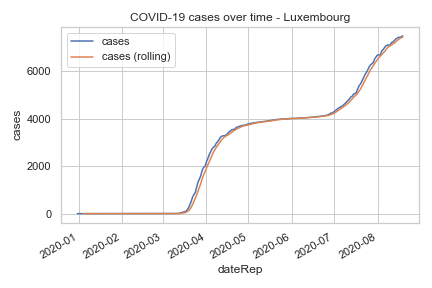 COVID-19 cases over time - Luxembourg
cases
cases (rolling)
6000
4000
2000
0
cases
2020-01
2020-02
2020-03
2020-04
2020-05
2020-06
2020-07
2020-08
dateRep